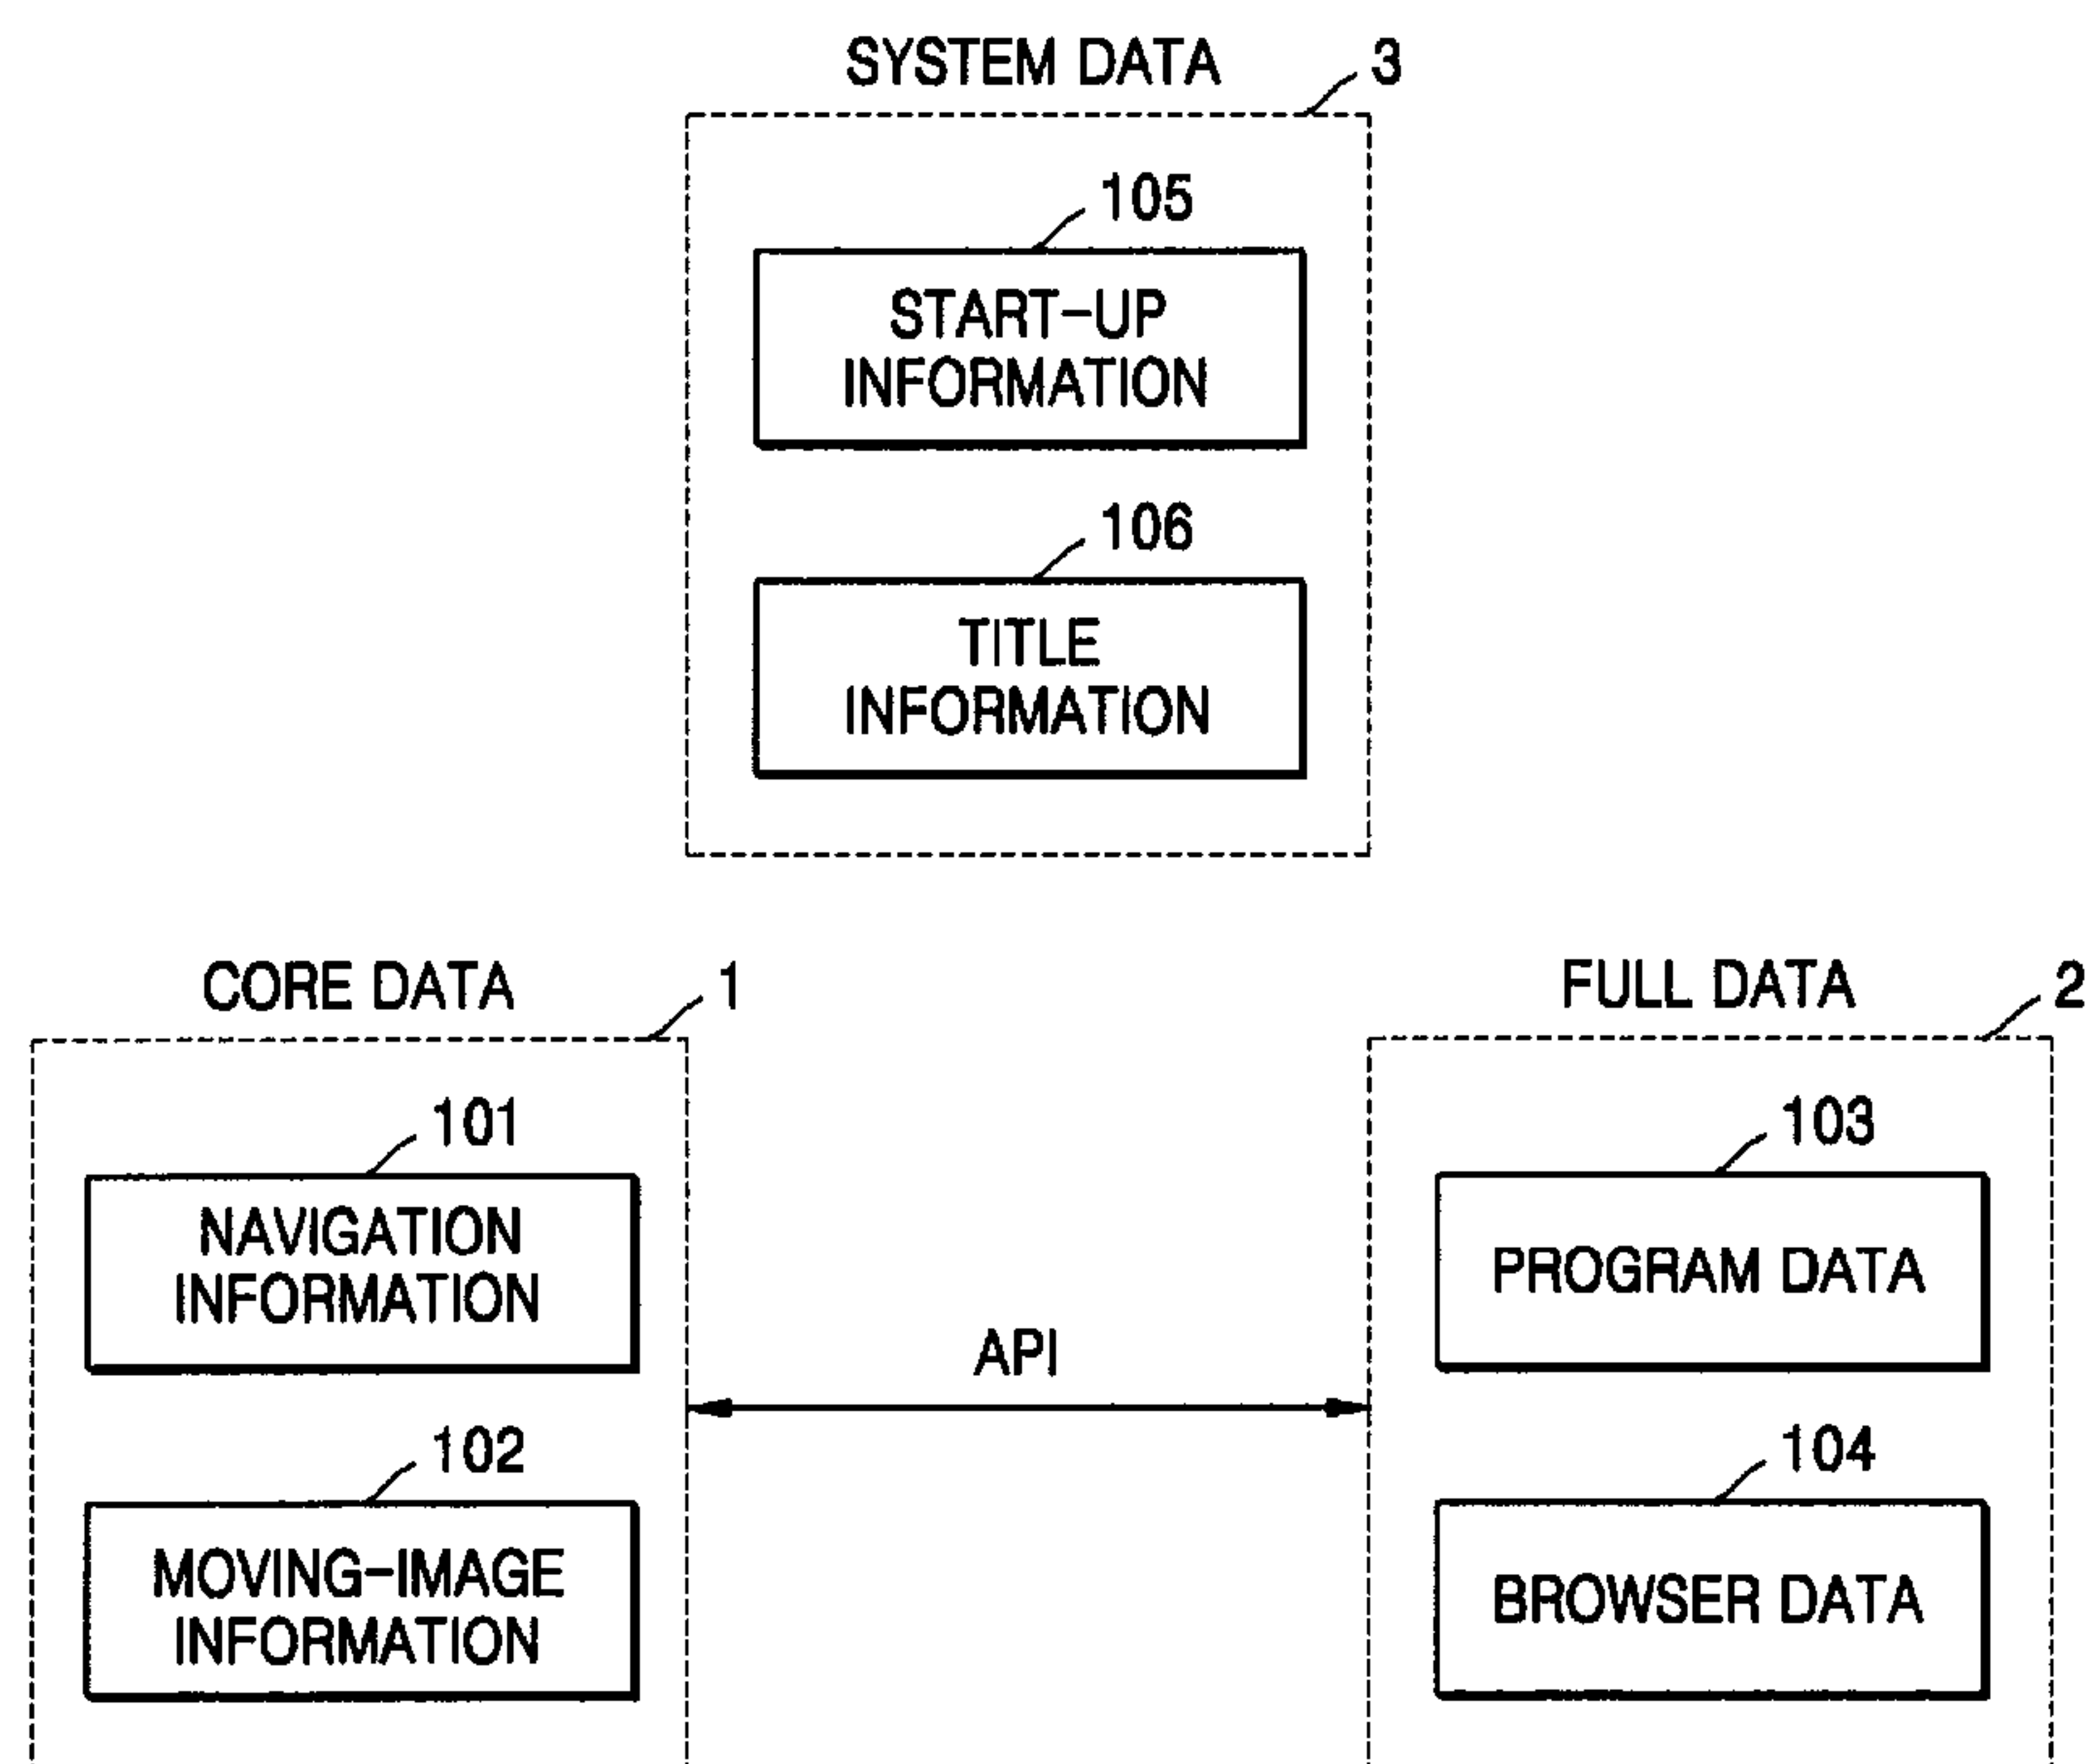 SYSTEM DATA 3
105
START-UP
INFORMATION
106
TITLE
INFORMATION
CORE DATA 1
101
NAVIGATION
INFORMATION
102
MOVING-IMAGE
INFORMATION
API
FULL DATA 2
103
PROGRAM DATA
104
BROWSER DATA